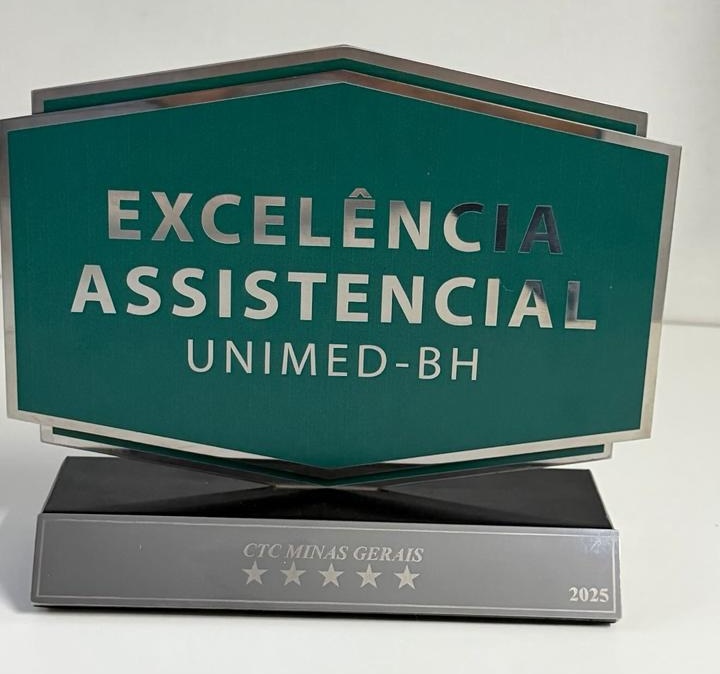 EXCELÊNCIA
ASSISTENCIAL
UNIMED-BH
CTC MINAS GERAIS
2025